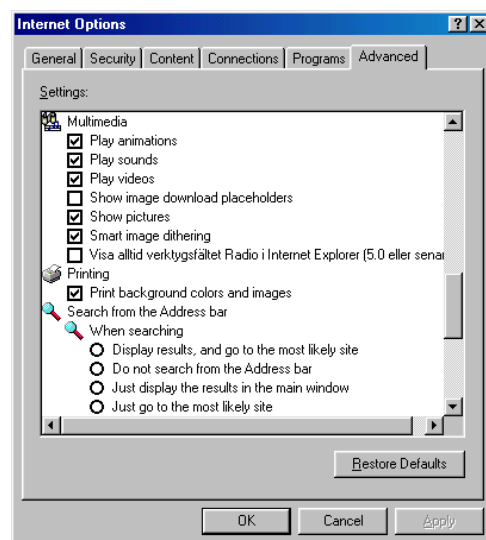 Internet Options
General Security Content Connections Programs Advanced
Settings:
Multimedia
Play animations
Play sounds
Play videos
Show image download placeholders
Show pictures
Smart image dithering
Visa alltid verktygsfältet Radio i Internet Explorer (5.0 eller senar
Printing
Print background colors and images
Search from the Address bar
When searching
Display results, and go to the most likely site
Do not search from the Address bar
Just display the results in the main window
Just go to the most likely site
Restore Defaults
OK Cancel Apply